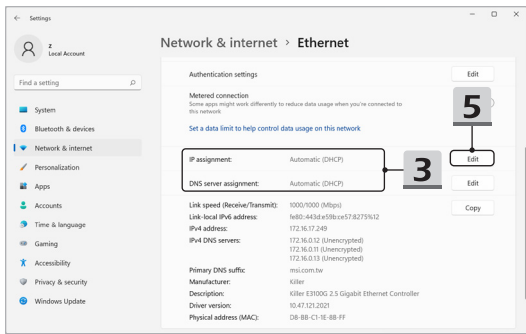 Settings
z
Local Account
Find a setting
System
Bluetooth & devices
Network & internet
Personalization
Apps
Accounts
Time & language
Gaming
Accessibility
Privacy & security
Windows Update
Network & internet > Ethernet
Authentication settings Edit
Metered connection
Some apps might work differently to reduce data usage when you're connected to
this network
5
Set a data limit to help control data usage on this network
IP assignment: Automatic (DHCP) Edit
3
DNS server assignment: Automatic (DHCP) Edit
Link speed (Receive/Transmit): 1000/1000 (Mbps) Copy
Link-local IPv6 address: fe80::443d:e59b:ce57:8275%12
IPv4 address: 172.16.17.249
IPv4 DNS servers: 172.16.0.12 (Unencrypted)
172.16.0.11 (Unencrypted)
172.16.0.13 (Unencrypted)
Primary DNS suffix: msi.com.tw
Manufacturer: Killer
Description: Killer E3100G 2.5 Gigabit Ethernet Controller
Driver version: 10.47.121.2021
Physical address (MAC): D8-BB-C1-1E-8B-FF